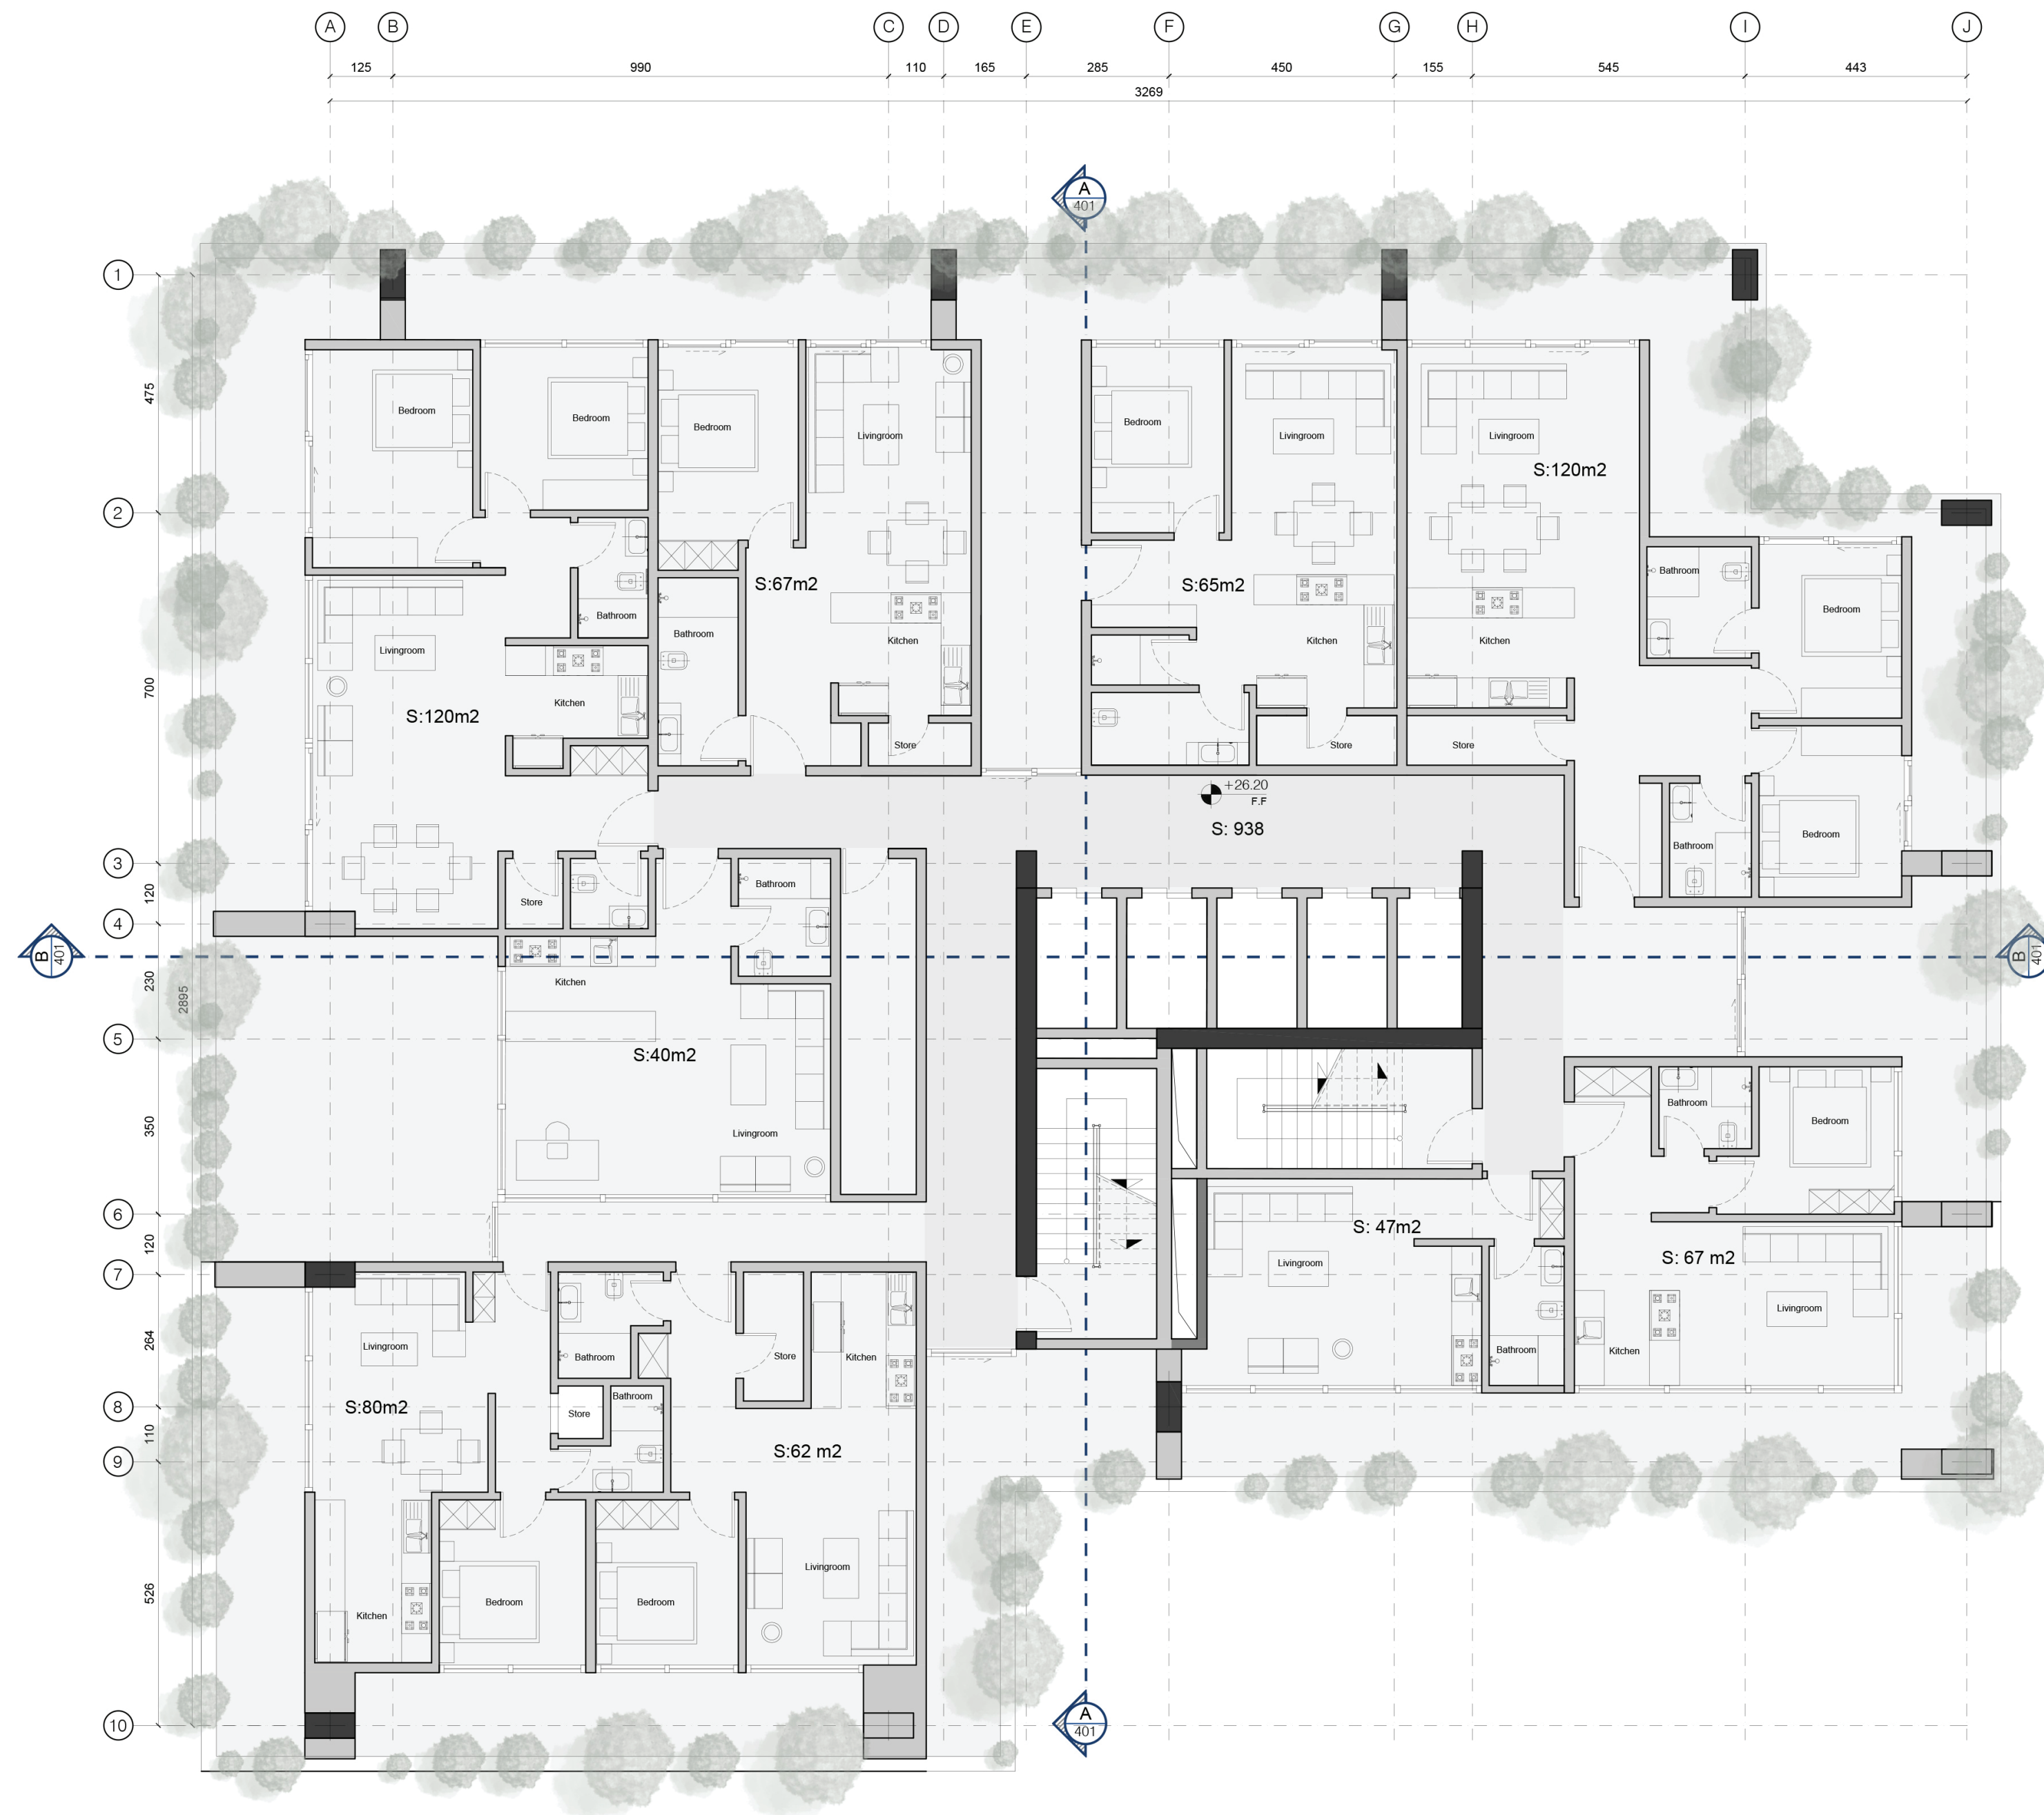 A B C D E F G H I J
125 990 110 165 285 450 155 545 443
3269
A
401
1
475
Bedroom
Bedroom
Bedroom
Livingroom
Bedroom
Livingroom
Livingroom
S:120m2
2
S:67m2
S:65m2
Bathroom
Bedroom
Bathroom
Bathroom
Kitchen
Kitchen
Kitchen
Livingroom
700
Kitchen
S:120m2
Store
Store
Store
+26.20
F.F
S: 938
Bedroom
Bathroom
3
120
Bathroom
Store
4
B
401
B
401
230
2895
Kitchen
5
S:40m2
350
Livingroom
Bathroom
Bedroom
6
S: 47m2
120
S: 67 m2
7
Livingroom
264
Livingroom
Livingroom
Bathroom
Store
Kitchen
Bathroom
Kitchen
8
S:80m2
Bathroom
Store
110
S:62 m2
9
526
Livingroom
Kitchen
Bedroom
Bedroom
10
A
401